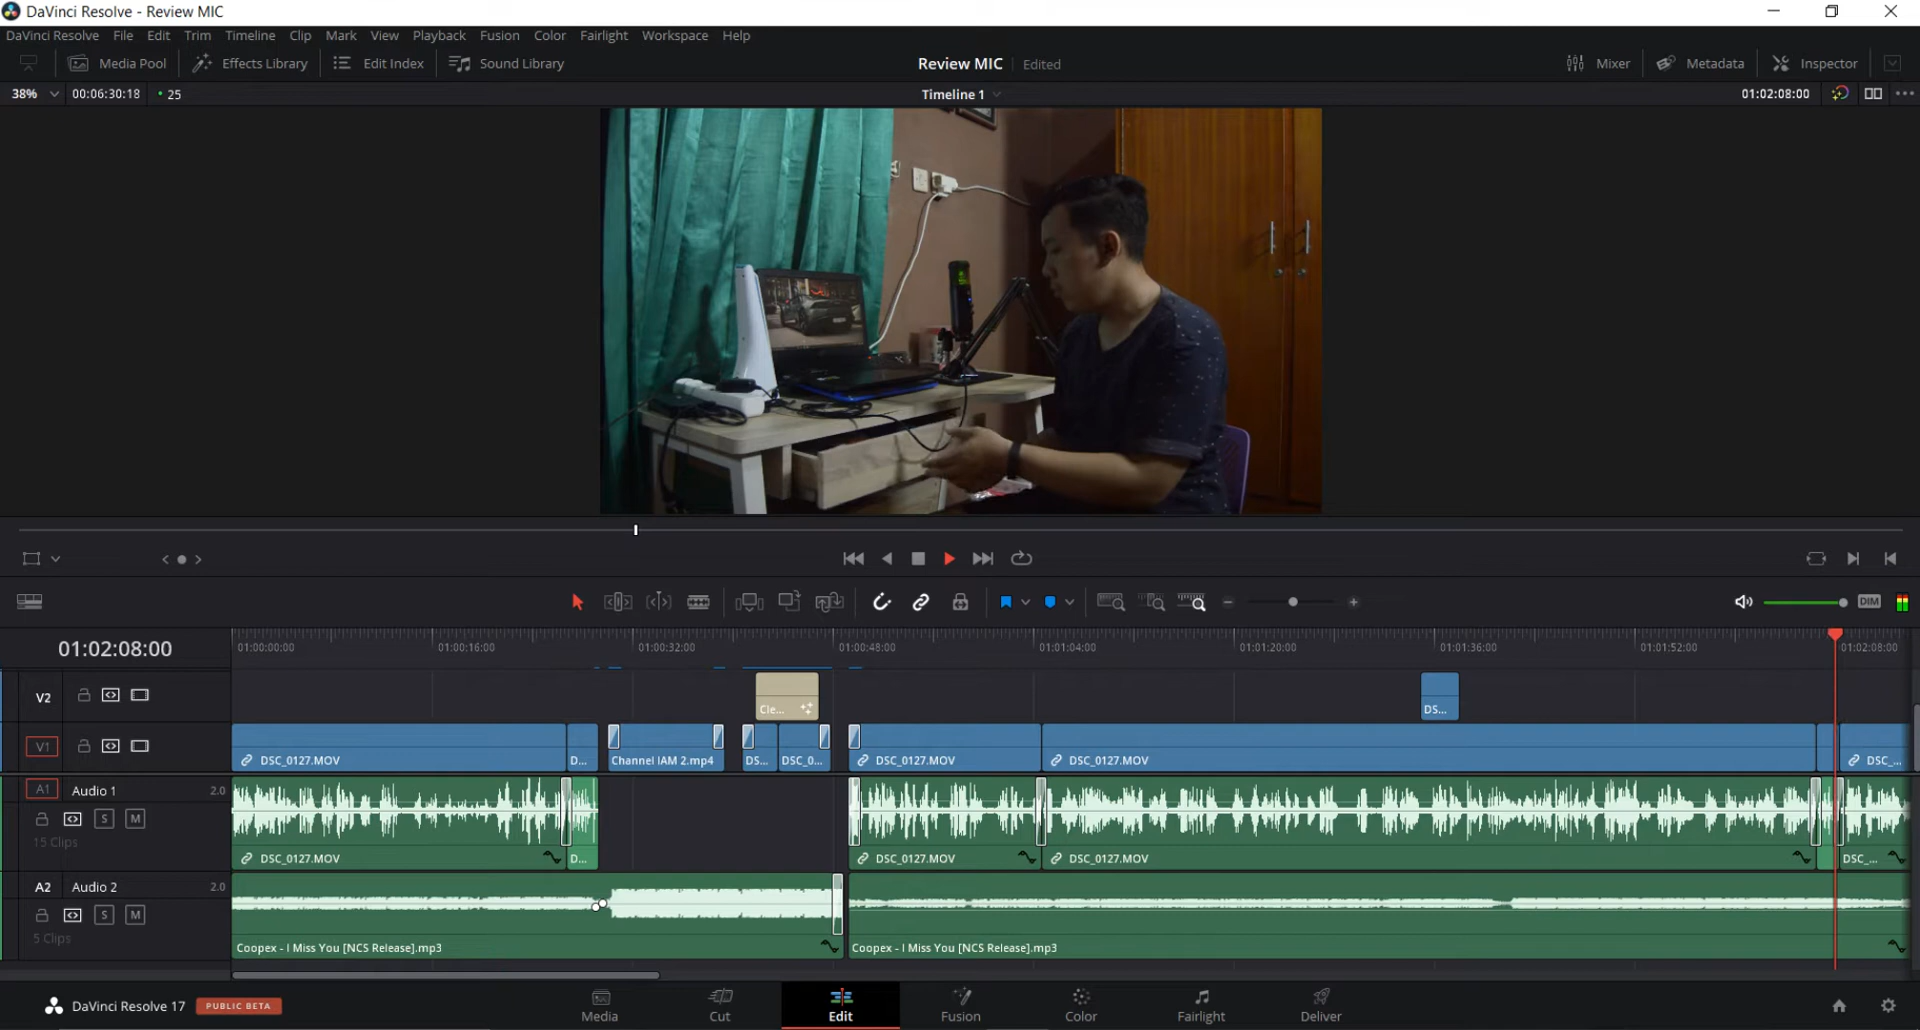 DaVinci Resolve - Review MIC
DaVinci Resolve File Edit Trim Timeline Clip Mark View Playback Fusion Color Fairlight Workspace Help
Media Pool Effects Library Edit Index Sound Library Review MIC Edited Mixer Metadata Inspector
38% 00:06:30:18 25 Timeline 1 01:02:08:00
DIM
01:02:08:00 01:00:00:00 01:00:16:00 01:00:32:00 01:00:48:00 01:01:04:00 01:01:20:00 01:01:36:00 01:01:52:00 01:02:08:00
V2 Cle... DS...
V1 DSC_0127.MOV D... Channel IAM 2.mp4 DS... DSC_0... DSC_0127.MOV DSC_0127.MOV DSC_...
A1 Audio 1 2.0
S M
15 Clips
DSC_0127.MOV D... DSC_0127.MOV DSC_0127.MOV DSC_...
A2 Audio 2 2.0
S M
5 Clips
Coopex - I Miss You [NCS Release].mp3 Coopex - I Miss You [NCS Release].mp3
DaVinci Resolve 17 PUBLIC BETA Media Cut Edit Fusion Color Fairlight Deliver